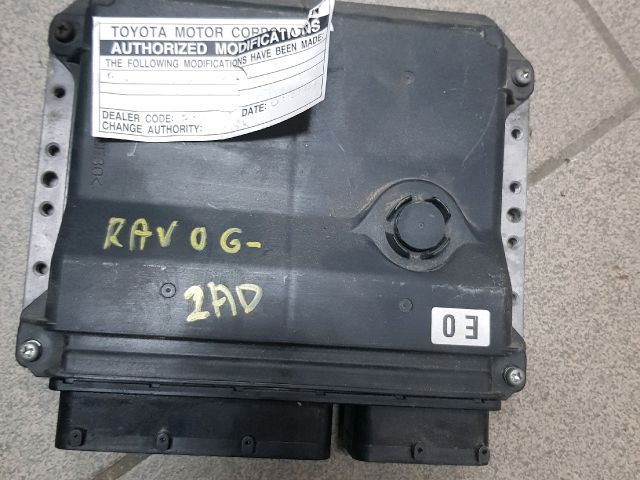 TOYOTA MOTOR CORPORATION
AUTHORIZED MODIFICATIONS
THE FOLLOWING MODIFICATIONS HAVE BEEN MADE:
DEALER CODE:
DATE:
CHANGE AUTHORITY:
RAV 06-
2AD
E0